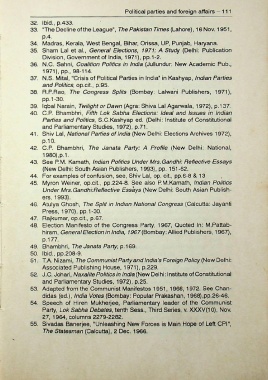 Political parties and foreign affairs – 111
32. Ibid., p.433.
33. "The Decline of the League", The Pakistan Times (Lahore), 16 Nov. 1951,
p.4.
34. Madras, Kerala, West Bengal, Bihar, Orissa, UP, Punjab, Haryana.
35. Sham Lal et al., General Elections, 1971: A Study (Delhi: Publication
Division, Government of India, 1971), pp.1-2.
36. N.C. Sahni, Coalition Politics in India (Jullundur: New Academic Pub.,
1971), pp. 98-114.
37. N.S. Mital, "Crisis of Political Parties in India" in Kashyap, Indian Parties
and Politics, op.cit., p.95.
38. R.P.Rao, The Congress Splits (Bombay: Lalwani Publishers, 1971),
pp.1-30.
39. Iqbal Narain, Twilight or Dawn (Agra: Shiva Lal Agarwala, 1972), p.137.
40. C.P. Bhambhri, Fifth Lok Sabha Elections: Ideal and Issues in Indian
Parties and Politics, S.C.Kashyap ed. (Delhi: Institute of Constitutional
and Parliamentary Studies, 1972), p.71.
41. Shiv Lal, National Parties of India (New Delhi: Elections Archives 1972),
p.10.
42. C.P. Bhambhri, The Janata Party: A Profile (New Delhi: National,
1980),p.1.
43. See P.M. Kamath, Indian Politics Under Mrs.Gandhi: Reflective Essays
(New Delhi: South Asian Publishers, 1983), pp. 151-52.
44. For examples of confusion, see, Shiv Lal, op. cit., pp.5-8 & 13
45. Myron Weiner, op.cit., pp.224-8. See also P.M.Kamath, Indian Politics
Under Mrs.Gandhi:Reflective Essays (New Delhi: South Asian Publish-
ers, 1993).
46. Atulya Ghosh, The Split in Indian National Congress (Calcutta: Jayanti
Press, 1970), pp.1-30.
47. Rajkumar, op.cit., p.67.
48. Election Manifesto of the Congress Party, 1967, Quoted in: M.Pattab-
hiram, General Election in India, 1967 (Bombay: Allied Publishers, 1967),
p.177.
49. Bhambhri, The Janata Party, p.169.
50. Ibid., pp.208-9.
51. T.A. Nizami, The Communist Party and India's Foreign Policy (New Delhi:
Associated Publishing House, 1971), p.229.
52. J.C. Johari, Naxalite Politics in India (New Delhi: Institute of Constitutional
and Parliamentary Studies, 1972), p.25.
53. Adapted from the Communist Manifestos 1951, 1966, 1972. See Chan-
didas (ed.), India Votes (Bombay: Popular Prakashan, 1968),pp.26-46.
54. Speech of Hiren Mukherjee, Parliamentary leader of the Communist
Party, Lok Sabha Debates, tenth Sess., Third Series, v. XXXV(10), Nov.
27, 1964, columns 2279-2282.
55. Sivadas Banerjee, "Unleashing New Forces is Main Hope of Left CPI",
The Statesman (Calcutta), 2 Dec. 1966.